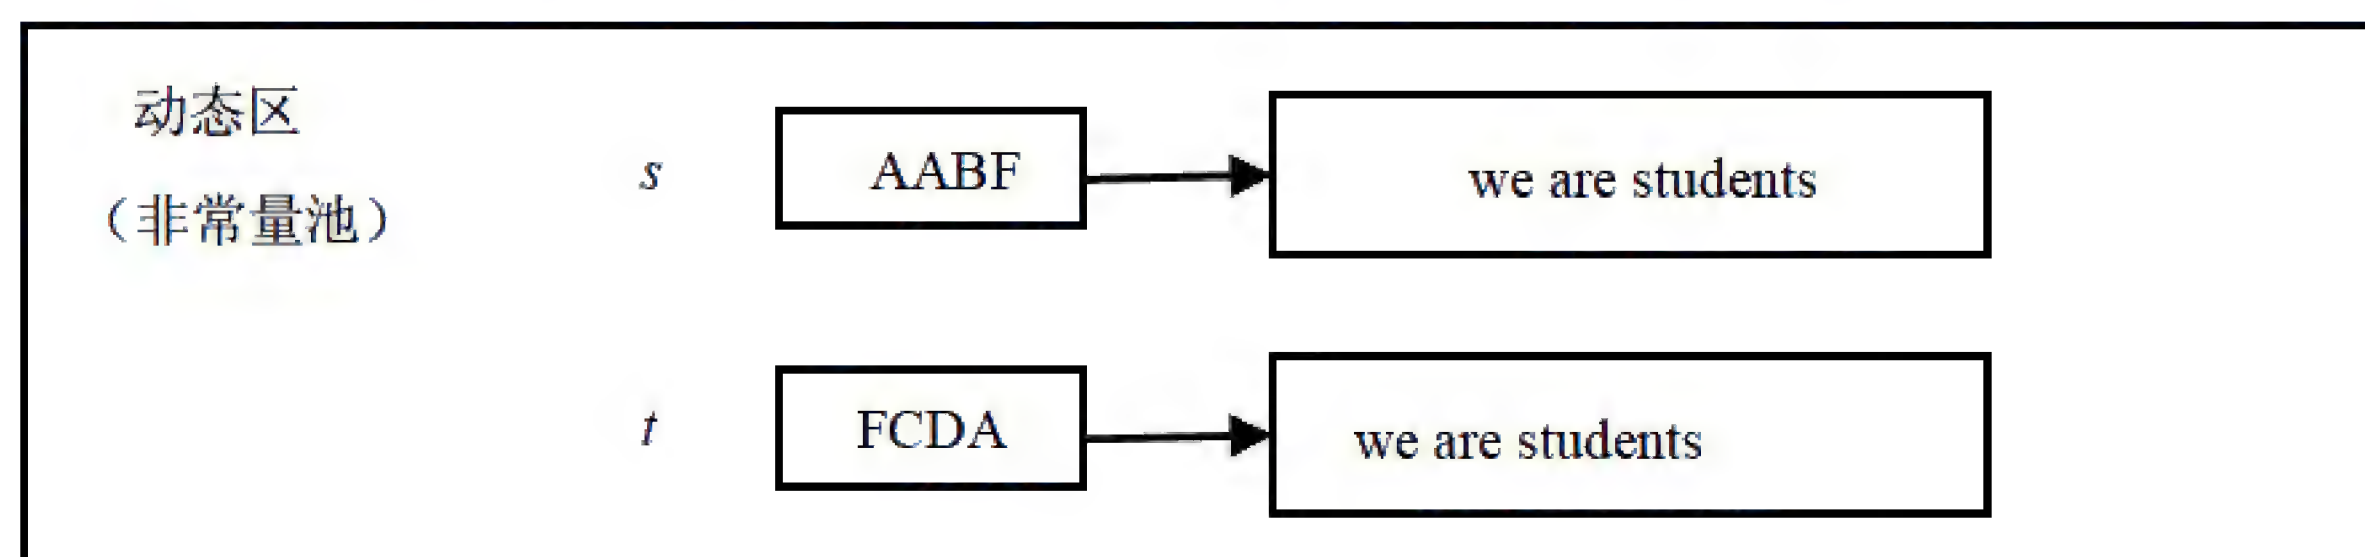 动态区
（非常量池）
s
AABF
we are students
t
FCDA
we are students